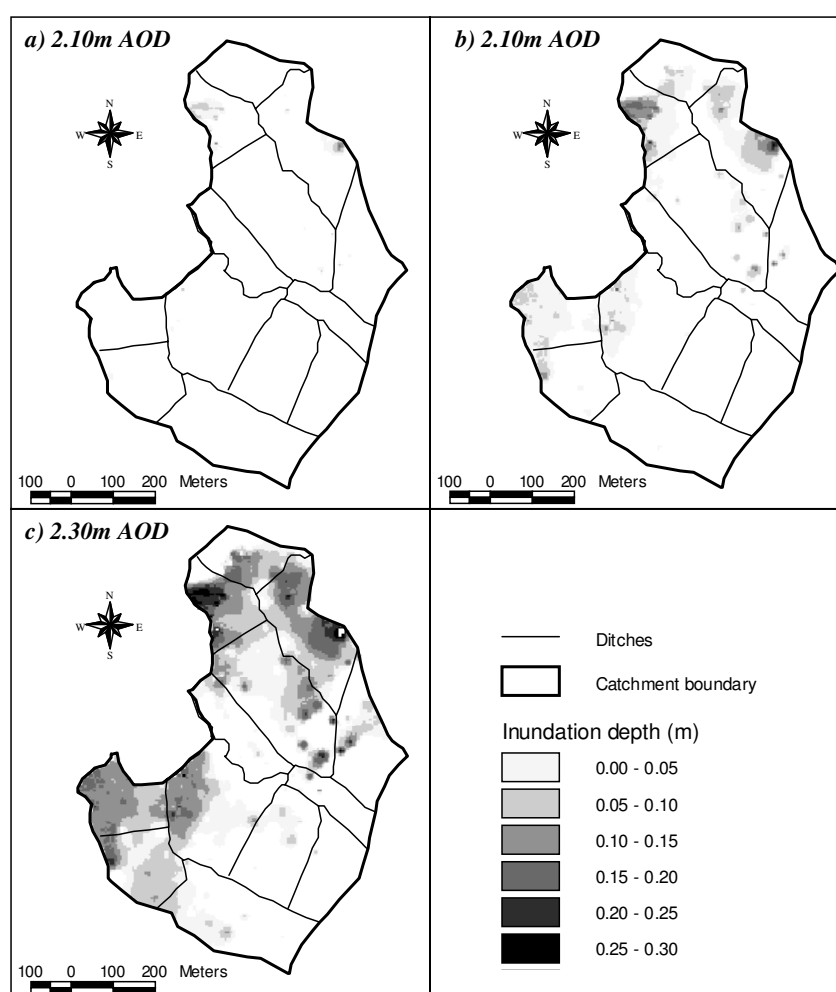 a) 2.10m AOD
N
W E
S
100 0 100 200 Meters
b) 2.10m AOD
N
W E
S
100 0 100 200 Meters
c) 2.30m AOD
N
W E
S
100 0 100 200 Meters
Ditches
Catchment boundary
Inundation depth (m)
0.00 - 0.05
0.05 - 0.10
0.10 - 0.15
0.15 - 0.20
0.20 - 0.25
0.25 - 0.30